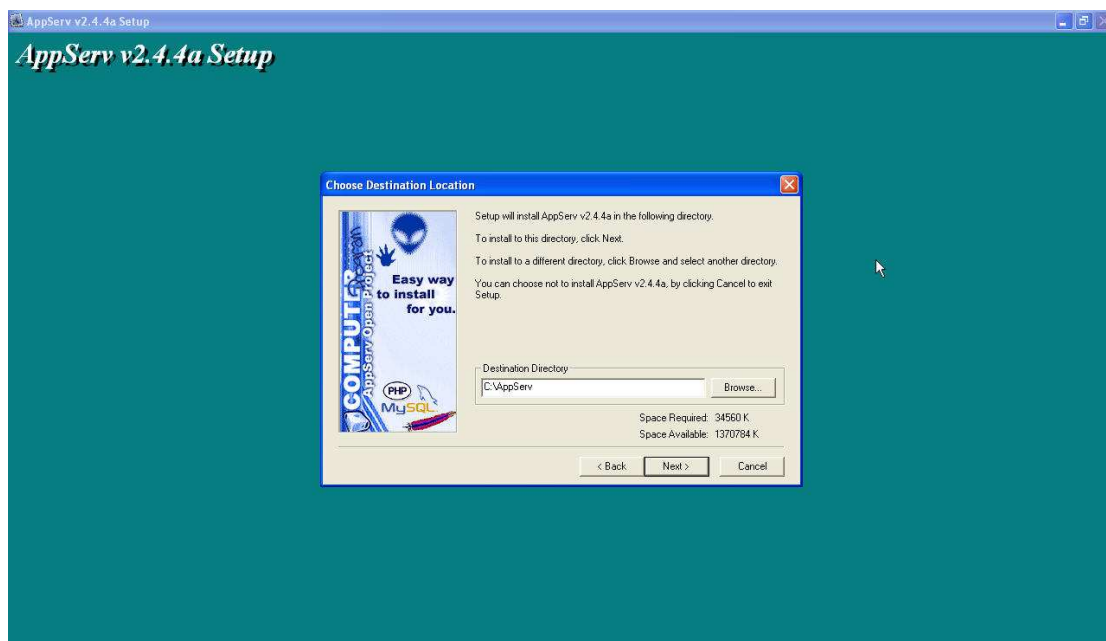 AppServ v2.4.4a Setup
AppServ v2.4.4a Setup
Choose Destination Location
COMPUTER
Program
AppServ Open Project
Easy way
to install
for you.
PHP
MySQL
Setup will install AppServ v2.4.4a in the following directory.
To install to this directory, click Next.
To install to a different directory, click Browse and select another directory.
You can choose not to install AppServ v2.4.4a, by clicking Cancel to exit
Setup.
Destination Directory
C:\AppServ
Browse...
Space Required: 34560 K
Space Available: 1370784 K
< Back
Next >
Cancel